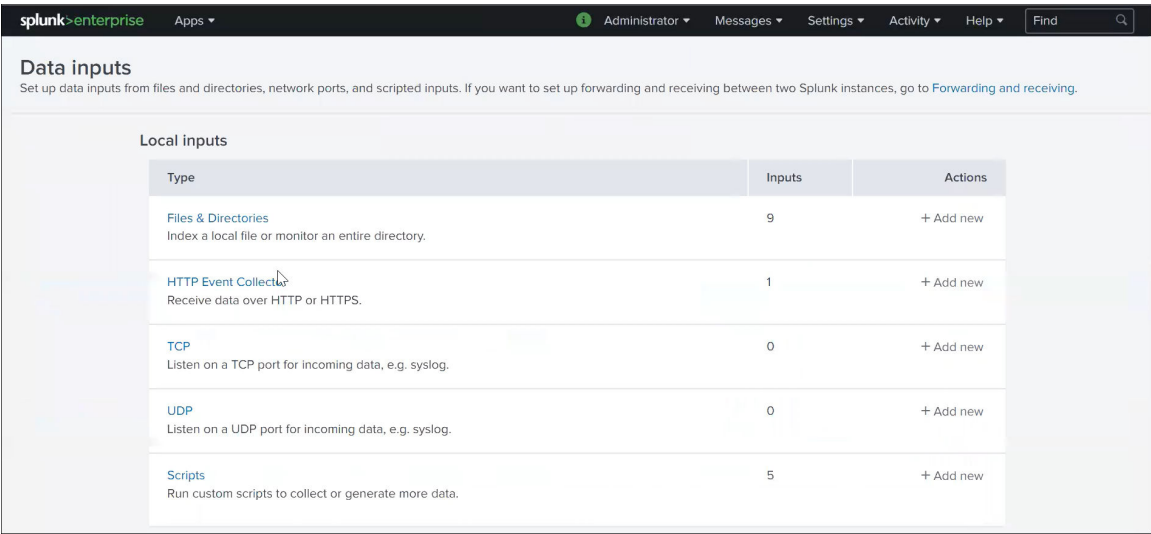 splunk>enterprise Apps ▾ i Administrator ▾ Messages ▾ Settings ▾ Activity ▾ Help ▾ Find
Data inputs
Set up data inputs from files and directories, network ports, and scripted inputs. If you want to set up forwarding and receiving between two Splunk instances, go to Forwarding and receiving.
Local inputs
Type Inputs Actions
Files & Directories 9 + Add new
Index a local file or monitor an entire directory.
HTTP Event Collector 1 + Add new
Receive data over HTTP or HTTPS.
TCP 0 + Add new
Listen on a TCP port for incoming data, e.g. syslog.
UDP 0 + Add new
Listen on a UDP port for incoming data, e.g. syslog.
Scripts 5 + Add new
Run custom scripts to collect or generate more data.